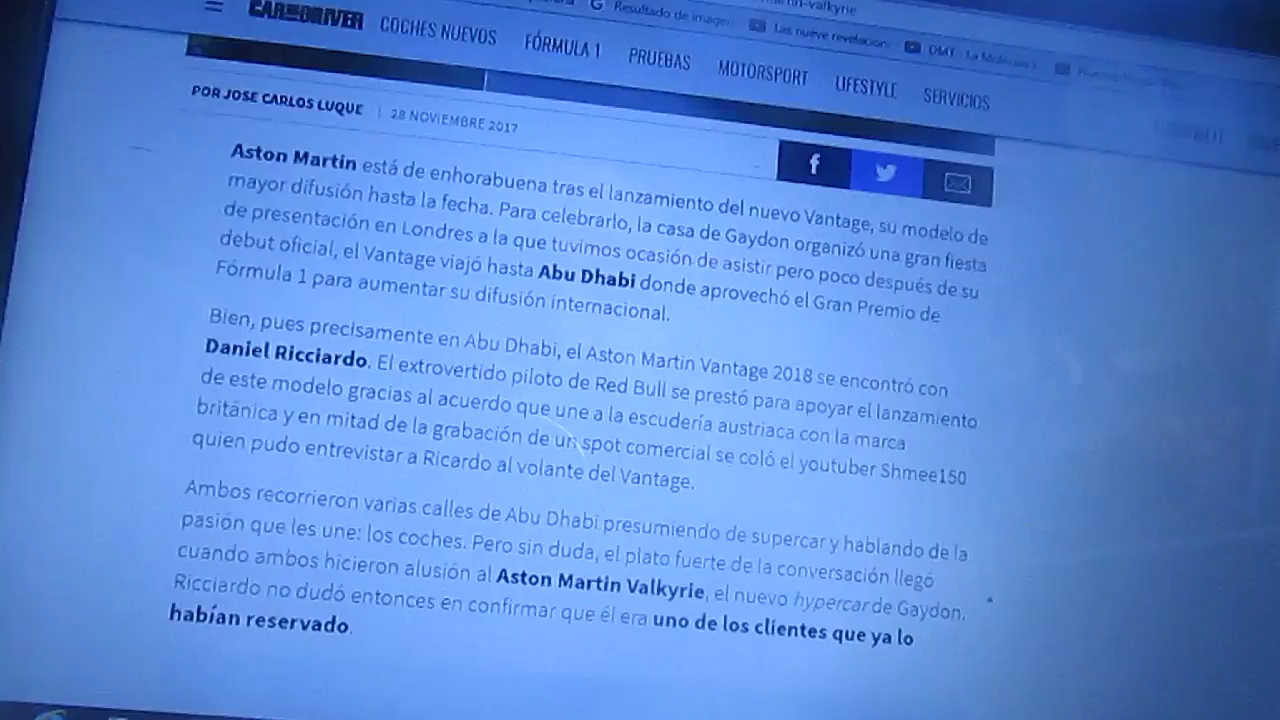 Resultado de imagen
Las nueve revelacion
DMT - La Molécula
CAR AND DRIVER
COCHES NUEVOS
FÓRMULA 1
PRUEBAS
MOTORSPORT
LIFESTYLE
SERVICIOS
POR JOSE CARLOS LUQUE | 28 NOVIEMBRE 2017
Aston Martin está de enhorabuena tras el lanzamiento del nuevo Vantage, su modelo de
mayor difusión hasta la fecha. Para celebrarlo, la casa de Gaydon organizó una gran fiesta
de presentación en Londres a la que tuvimos ocasión de asistir pero poco después de su
debut oficial, el Vantage viajó hasta Abu Dhabi donde aprovechó el Gran Premio de
Fórmula 1 para aumentar su difusión internacional.
Bien, pues precisamente en Abu Dhabi, el Aston Martin Vantage 2018 se encontró con
Daniel Ricciardo. El extrovertido piloto de Red Bull se prestó para apoyar el lanzamiento
de este modelo gracias al acuerdo que une a la escudería austriaca con la marca
británica y en mitad de la grabación de un spot comercial se coló el youtuber Shmee150
quien pudo entrevistar a Ricardo al volante del Vantage.
Ambos recorrieron varias calles de Abu Dhabi presumiendo de supercar y hablando de la
pasión que les une: los coches. Pero sin duda, el plato fuerte de la conversación llegó
cuando ambos hicieron alusión al Aston Martin Valkyrie, el nuevo hypercar de Gaydon.
Ricciardo no dudó entonces en confirmar que él era uno de los clientes que ya lo
habían reservado.